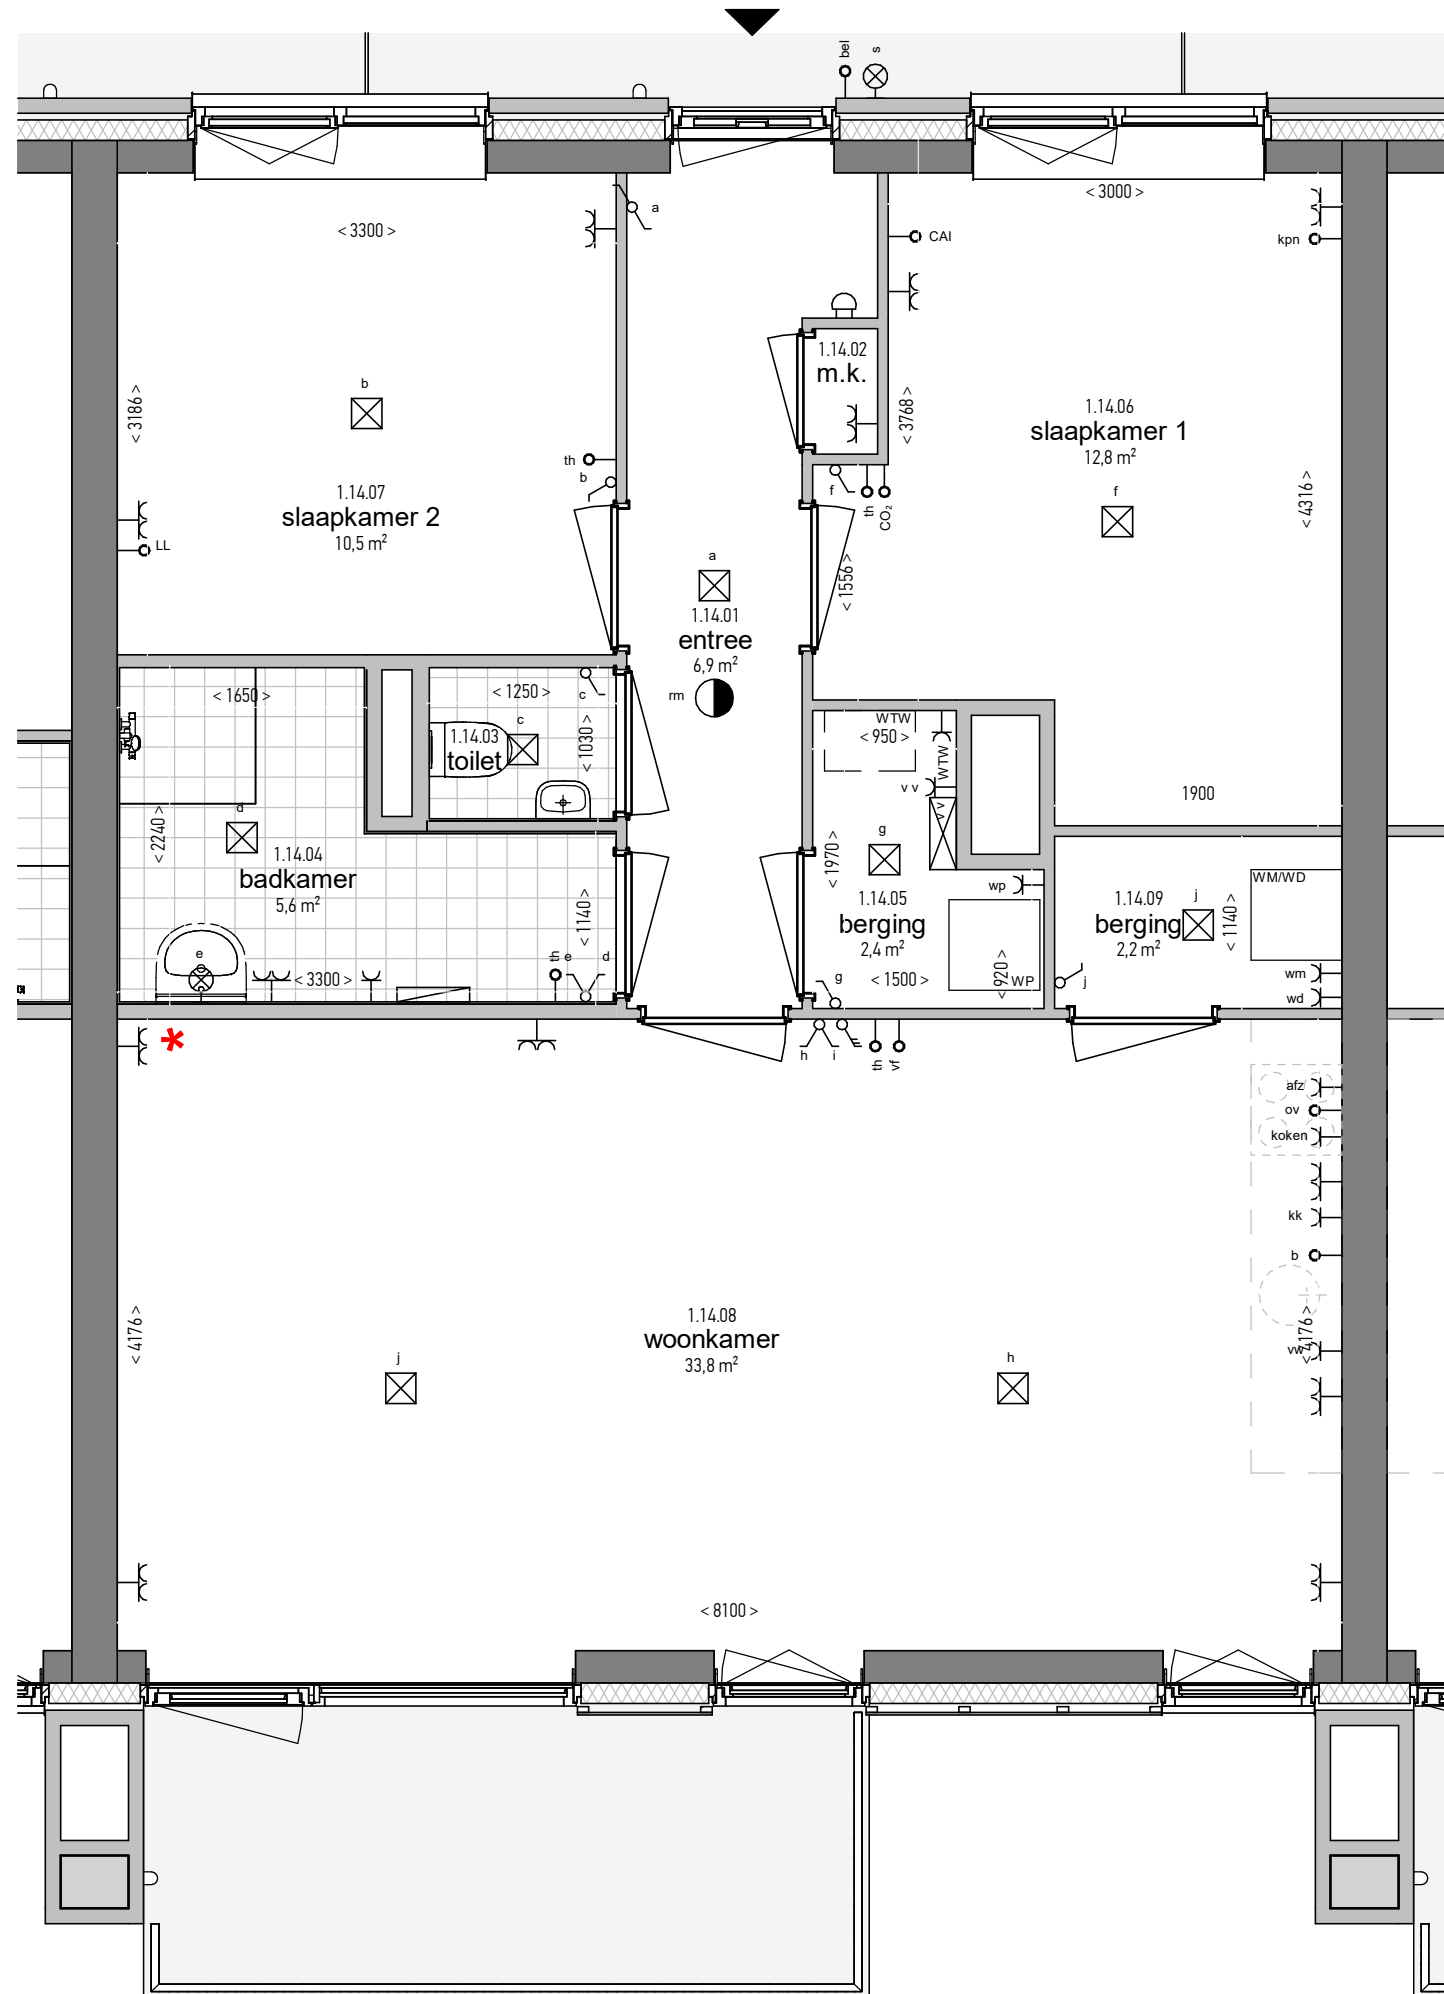 bel
s
< 3300 >
a
CAI
< 3000 >
kpn
< 3186 >
b
1.14.02
m.k.
< 3768 >
1.14.06
slaapkamer 1
12,8 m²
th
b
f
th
CO₂
f
< 4316 >
1.14.07
slaapkamer 2
10,5 m²
LL
a
< 1556 >
1.14.01
entree
6,9 m²
rm
< 1650 >
c
< 1250 >
c
1.14.03
toilet
< 1030 >
WTW
< 950 >
WTW
v v
v v
1900
d
< 2240 >
1.14.04
badkamer
5,6 m²
< 1140 >
g
< 1970 >
1.14.05
berging
2,4 m²
wp
WM/WD
j
1.14.09
berging
2,2 m²
< 1140 >
e
< 3300 >
th
e
d
g
< 1500 >
< 920 >
WP
j
wm
wd
*
h
i
th
vf
afz
ov
koken
kk
b
< 4176 >
1.14.08
woonkamer
33,8 m²
< 4176 >
vw
j
h
< 8100 >